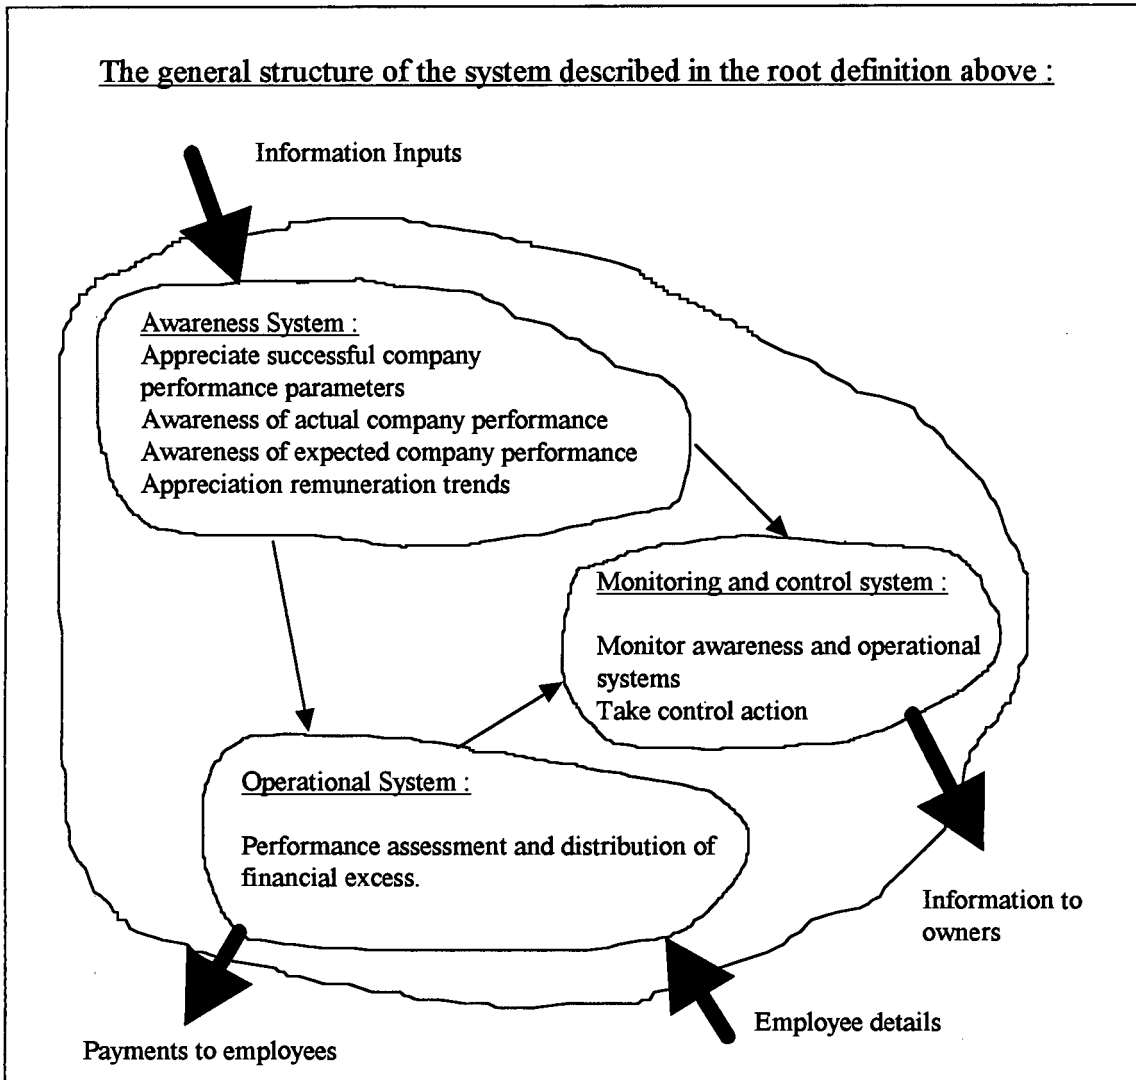 The general structure of the system described in the root definition above :
Information Inputs
Awareness System :
Appreciate successful company
performance parameters
Awareness of actual company performance
Awareness of expected company performance
Appreciation remuneration trends
Monitoring and control system :
Monitor awareness and operational
systems
Take control action
Operational System :
Performance assessment and distribution of
financial excess.
Information to
owners
Employee details
Payments to employees